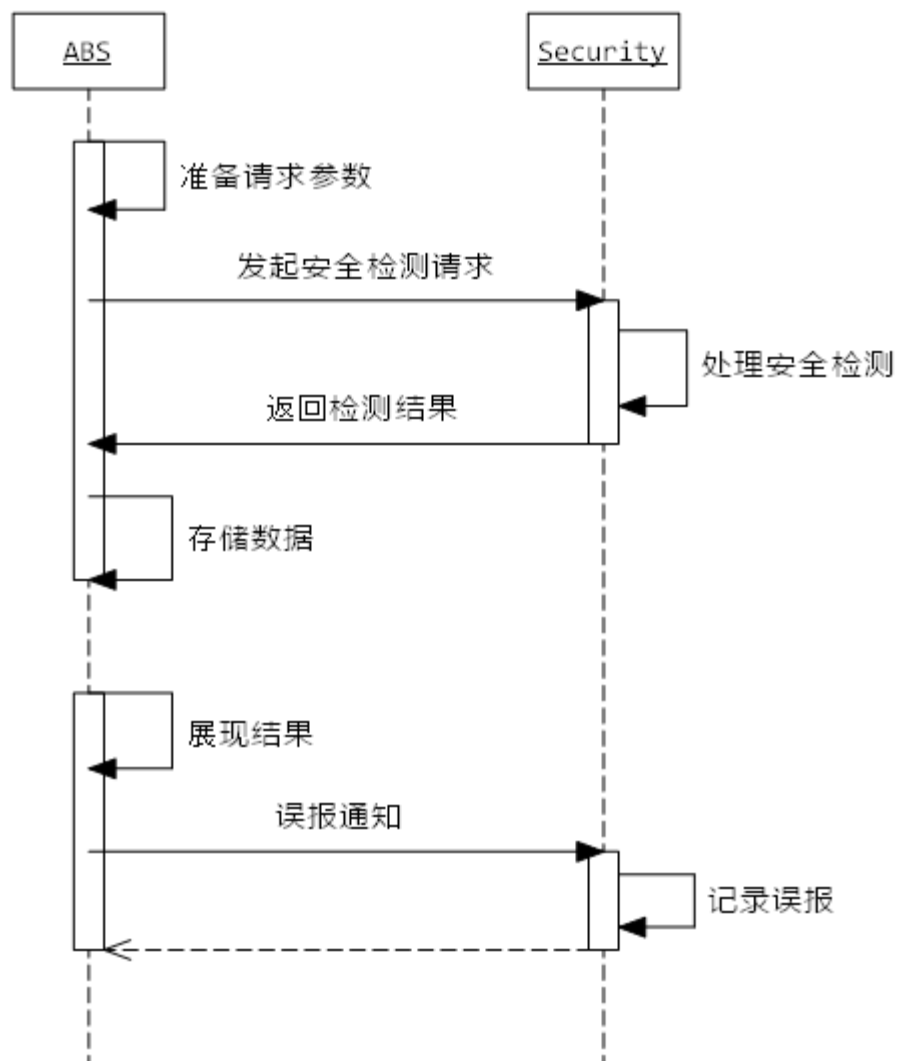 ABS
Security
准备请求参数
发起安全检测请求
处理安全检测
返回检测结果
存储数据
展现结果
误报通知
记录误报